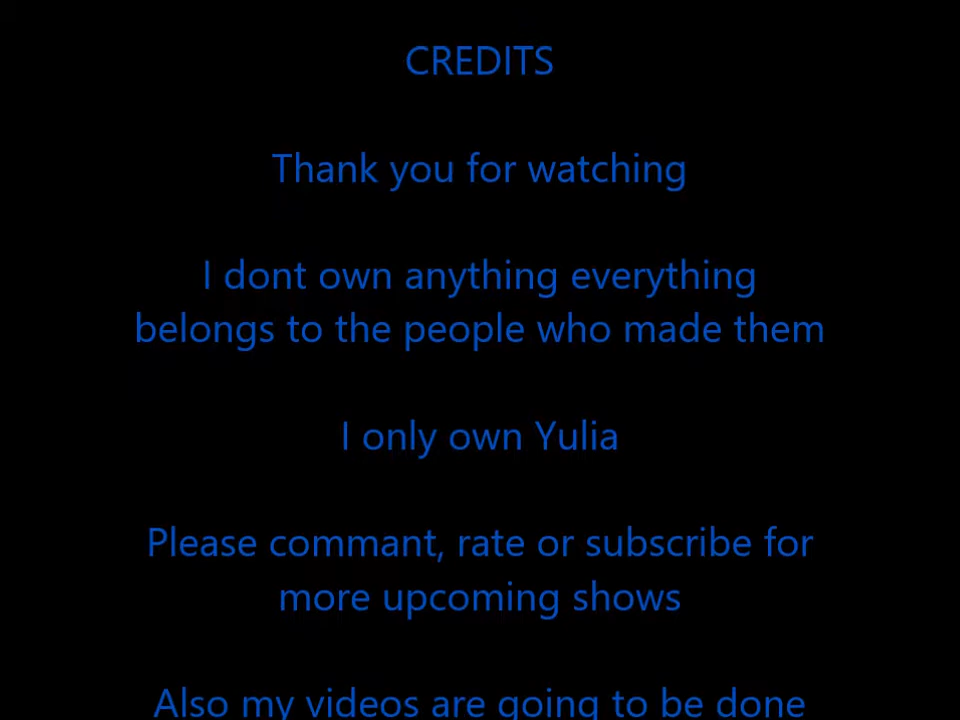 CREDITS
Thank you for watching
I dont own anything everything
belongs to the people who made them
I only own Yulia
Please commant, rate or subscribe for
more upcoming shows
Also my videos are going to be done